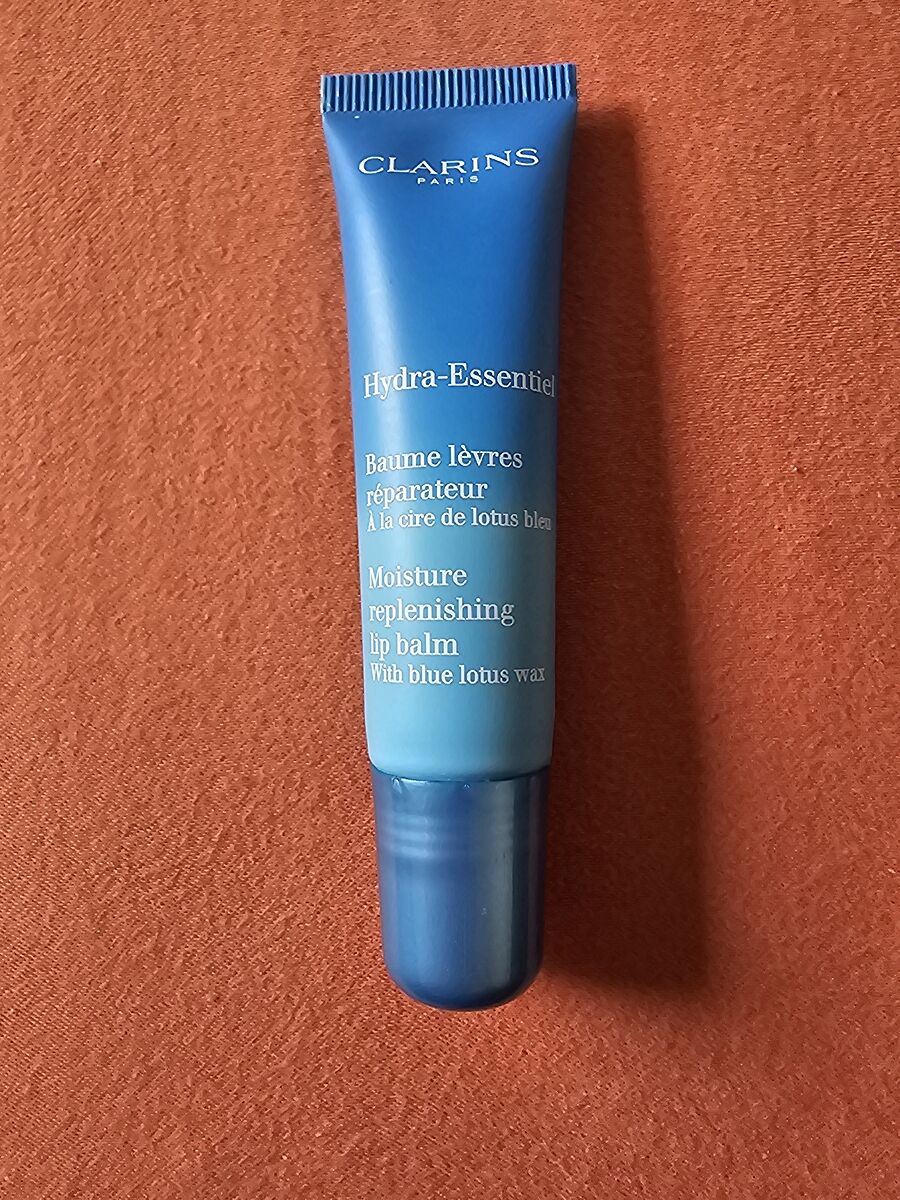 CLARINS
PARIS
Hydra-Essentiel
Baume lèvres
réparateur
À la cire de lotus bleu
Moisture
replenishing
lip balm
With blue lotus wax